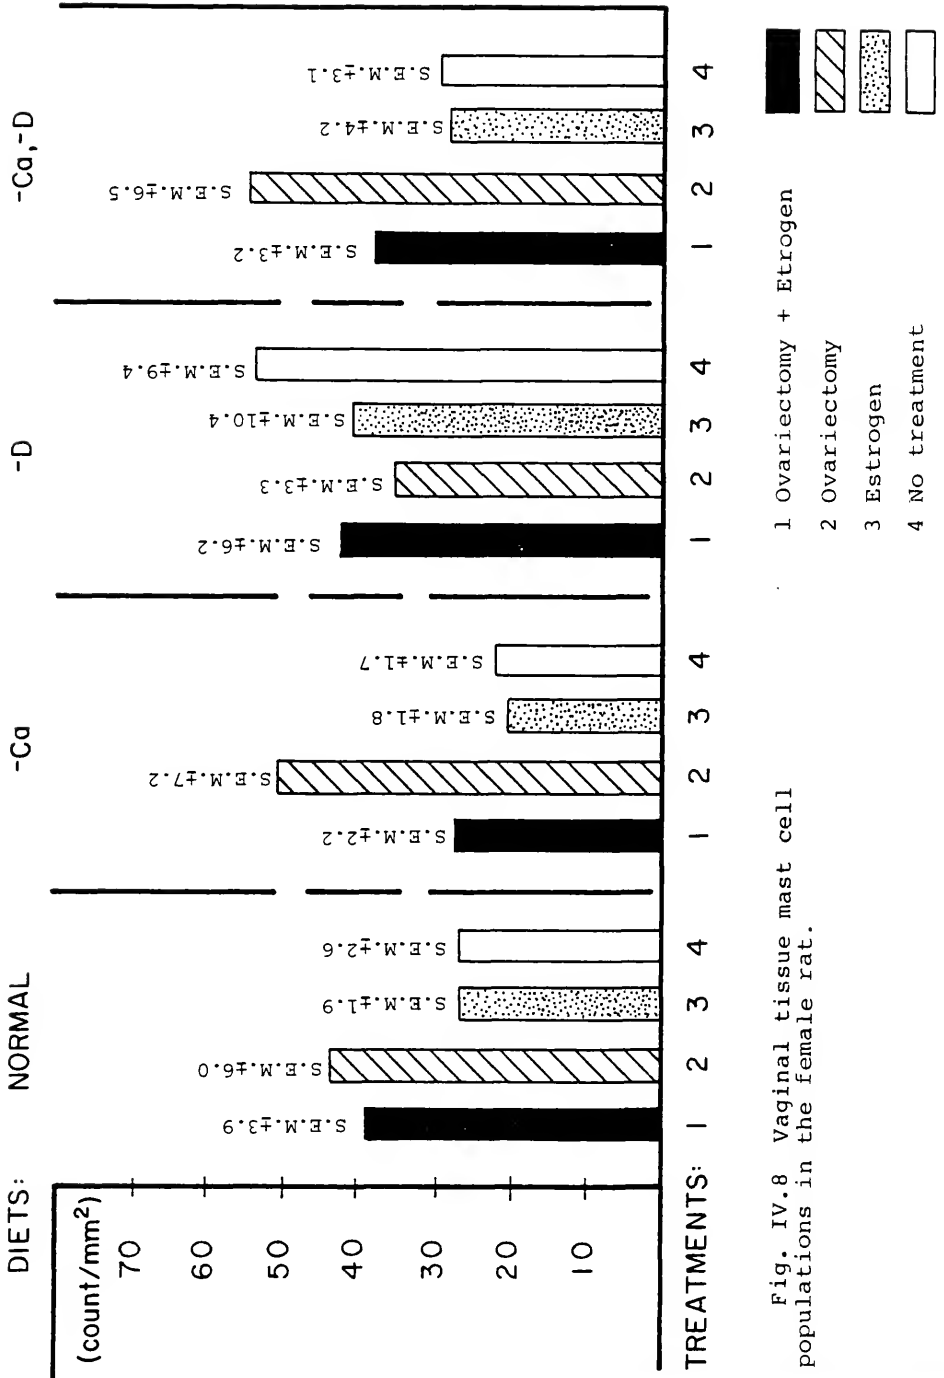 DIETS: NORMAL -Ca -D -Ca,-D
(count/mm²)
70
60
50
40
30
20
10
S.E.M.±3.9
S.E.M.±6.0
S.E.M.±1.9
S.E.M.±2.6
S.E.M.±2.2
S.E.M.±7.2
S.E.M.±1.8
S.E.M.±1.7
S.E.M.±6.2
S.E.M.±3.3
S.E.M.±10.4
S.E.M.±9.4
S.E.M.±3.2
S.E.M.±6.5
S.E.M.±4.2
S.E.M.±3.1
TREATMENTS: 1 2 3 4 1 2 3 4 1 2 3 4 1 2 3 4
1 Ovariectomy + Etrogen
2 Ovariectomy
3 Estrogen
4 No treatment
Fig. IV.8 Vaginal tissue mast cell
populations in the female rat.